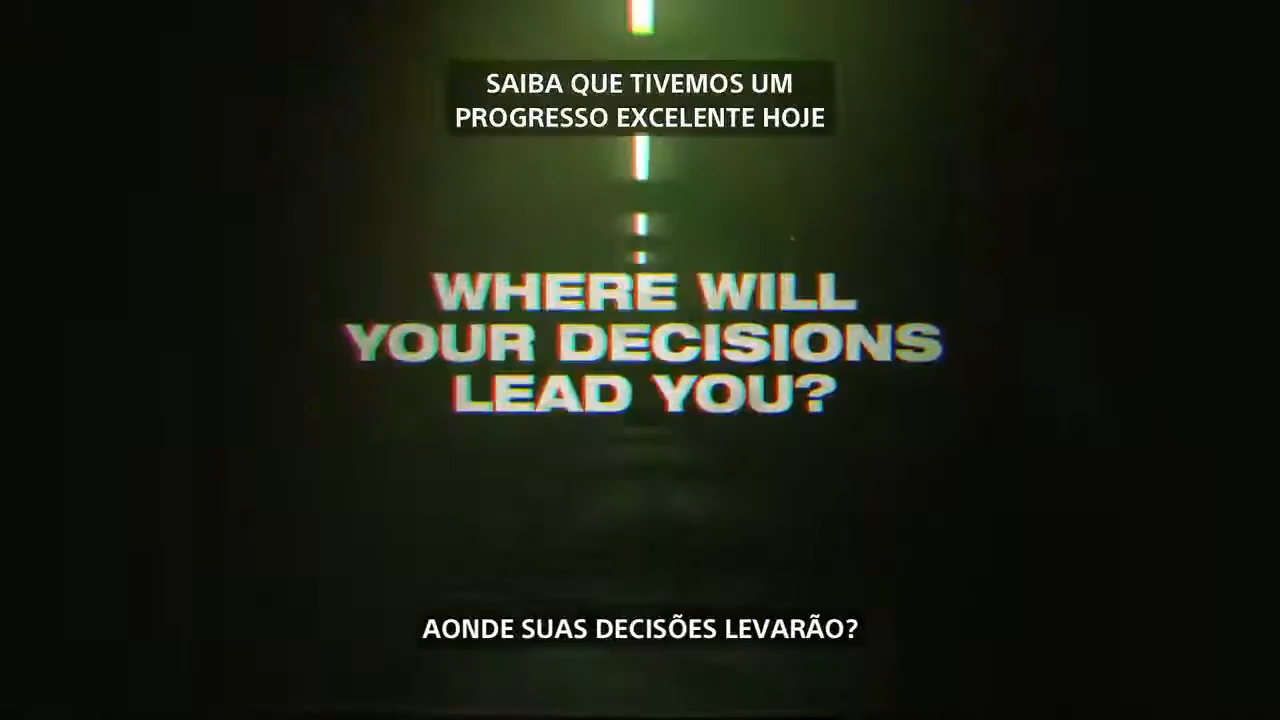 SAIBA QUE TIVEMOS UM
PROGRESSO EXCELENTE HOJE
WHERE WILL
YOUR DECISIONS
LEAD YOU?
AONDE SUAS DECISÕES LEVARÃO?